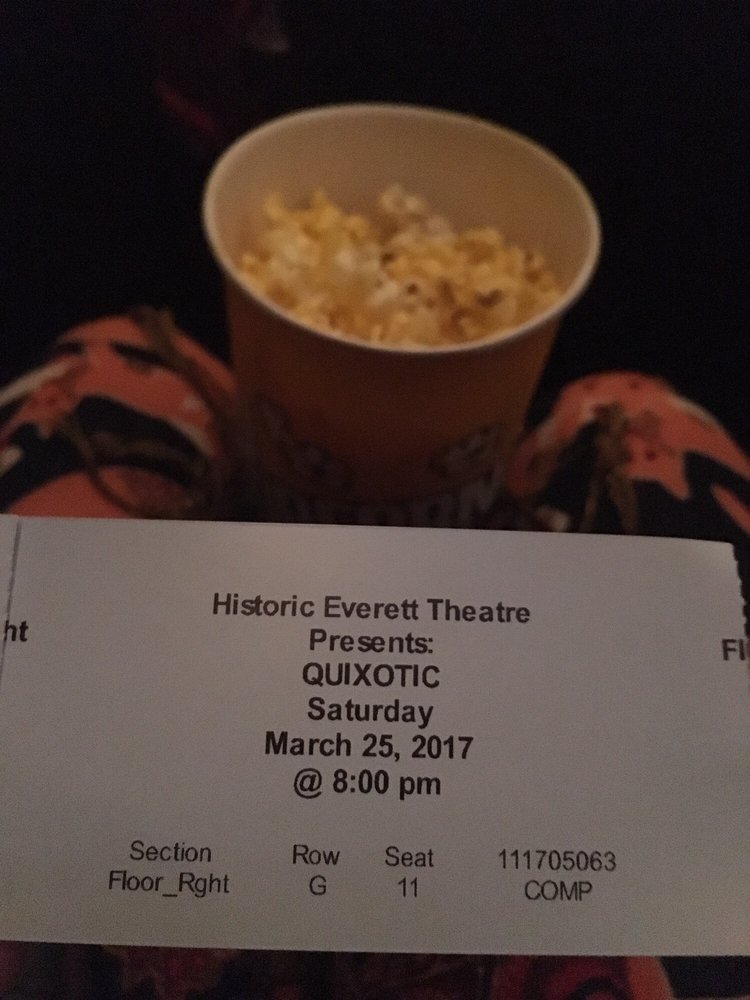 Historic Everett Theatre
Presents:
QUIXOTIC
Saturday
March 25, 2017
@ 8:00 pm
ht
Fl
Section Row Seat 111705063
Floor_Rght G 11 COMP